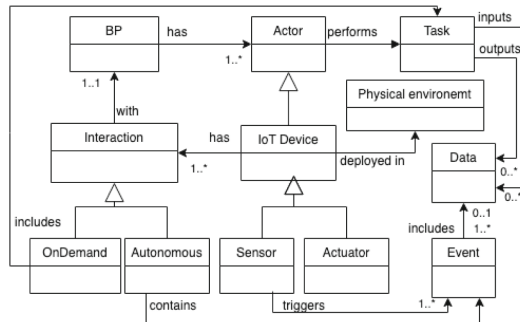 BP
has
1..*
Actor
performs
Task
inputs
outputs
1..1
with
Physical environemt
Interaction
has
1..*
IoT Device
deployed in
Data
0..*
0..*
0..1
includes
1..*
includes
OnDemand
Autonomous
Sensor
Actuator
Event
contains
triggers
1..*